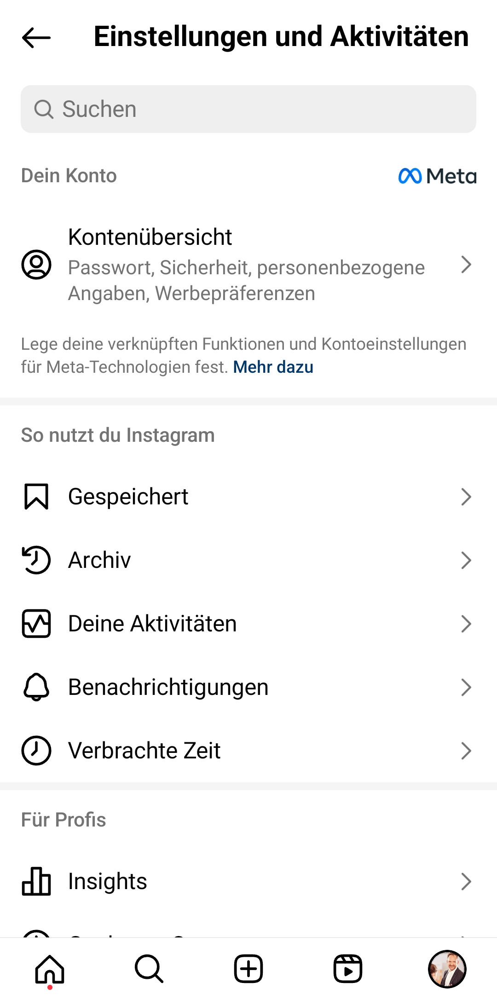 Einstellungen und Aktivitäten
Suchen
Dein Konto
Meta
Kontenübersicht
Passwort, Sicherheit, personenbezogene
Angaben, Werbepräferenzen
Lege deine verknüpften Funktionen und Kontoeinstellungen
für Meta-Technologien fest. Mehr dazu
So nutzt du Instagram
Gespeichert
Archiv
Deine Aktivitäten
Benachrichtigungen
Verbrachte Zeit
Für Profis
Insights